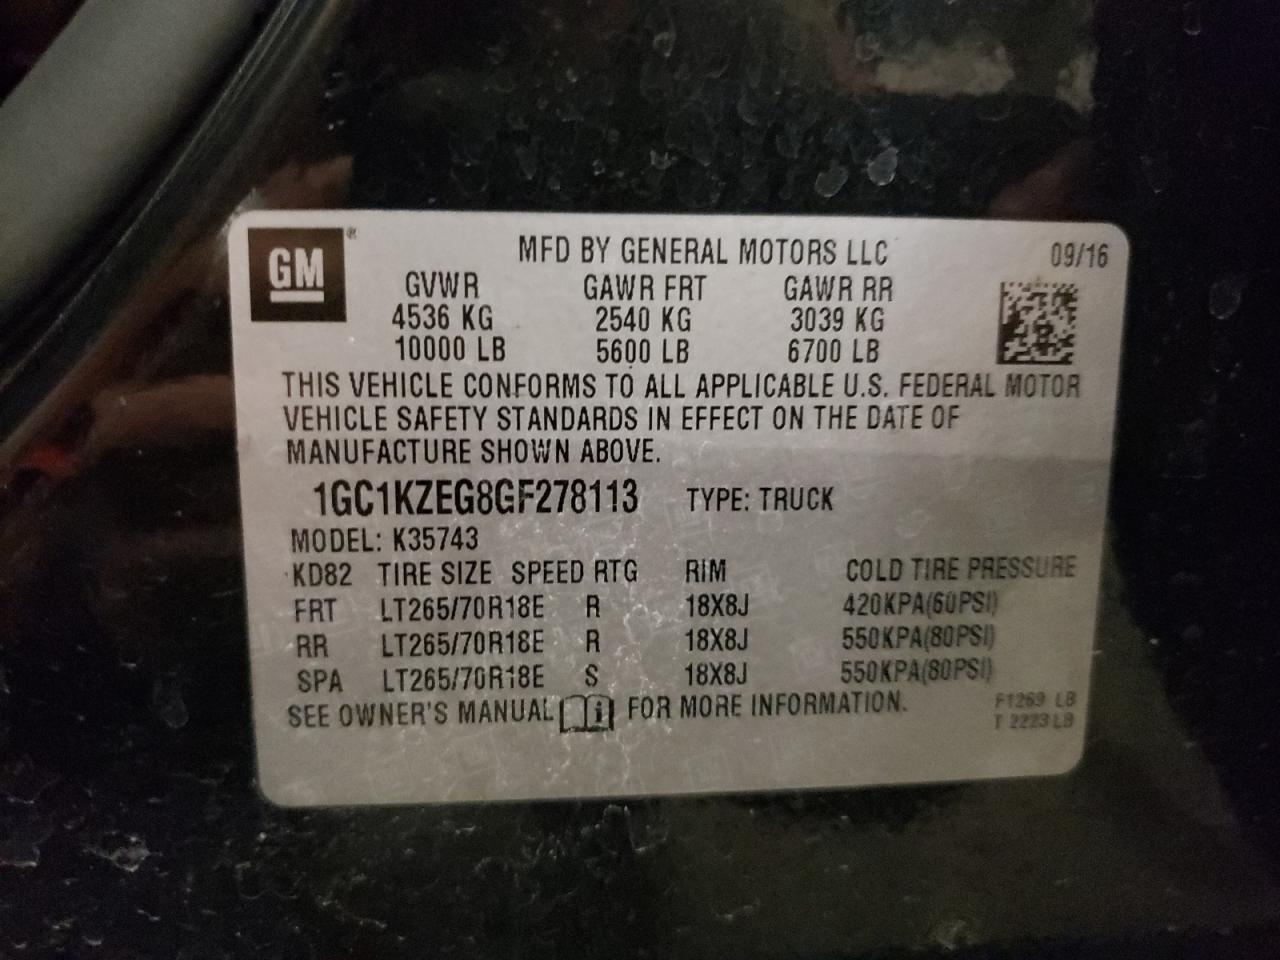 GM®
MFD BY GENERAL MOTORS LLC 09/16
GVWR GAWR FRT GAWR RR
4536 KG 2540 KG 3039 KG
10000 LB 5600 LB 6700 LB
THIS VEHICLE CONFORMS TO ALL APPLICABLE U.S. FEDERAL MOTOR
VEHICLE SAFETY STANDARDS IN EFFECT ON THE DATE OF
MANUFACTURE SHOWN ABOVE.
1GC1KZEG8GF278113 TYPE: TRUCK
MODEL: K35743
KD82 TIRE SIZE SPEED RTG RIM COLD TIRE PRESSURE
FRT LT265/70R18E R 18X8J 420KPA(60PSI)
RR LT265/70R18E R 18X8J 550KPA(80PSI)
SPA LT265/70R18E S 18X8J 550KPA(80PSI)
SEE OWNER'S MANUAL i FOR MORE INFORMATION.
F1269 LB
T 2223 LB